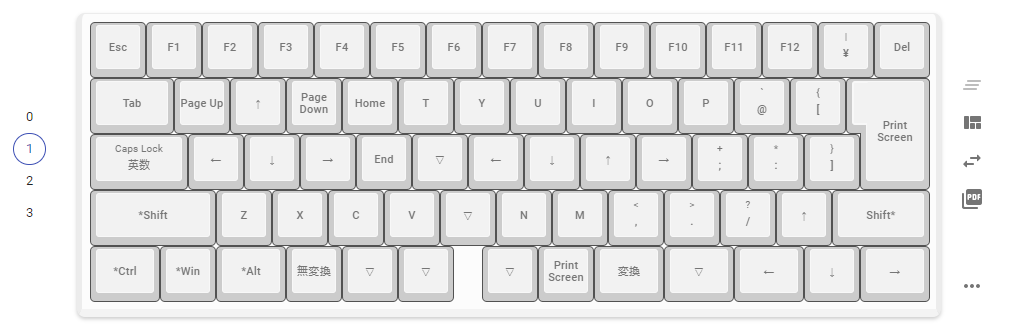 Esc F1 F2 F3 F4 F5 F6 F7 F8 F9 F10 F11 F12 | ¥ Del
Tab Page Up ↑ Page Down Home T Y U I O P ` @ { [ Print Screen
0
1
2
3
Caps Lock 英数 ← ↓ → End ▽ ← ↓ ↑ → + ; * : } ]
*Shift Z X C V ▽ N M < , > . ? / ↑ Shift*
*Ctrl *Win *Alt 無変換 ▽ ▽ ▽ Print Screen 変換 ▽ ← ↓ →
PDF